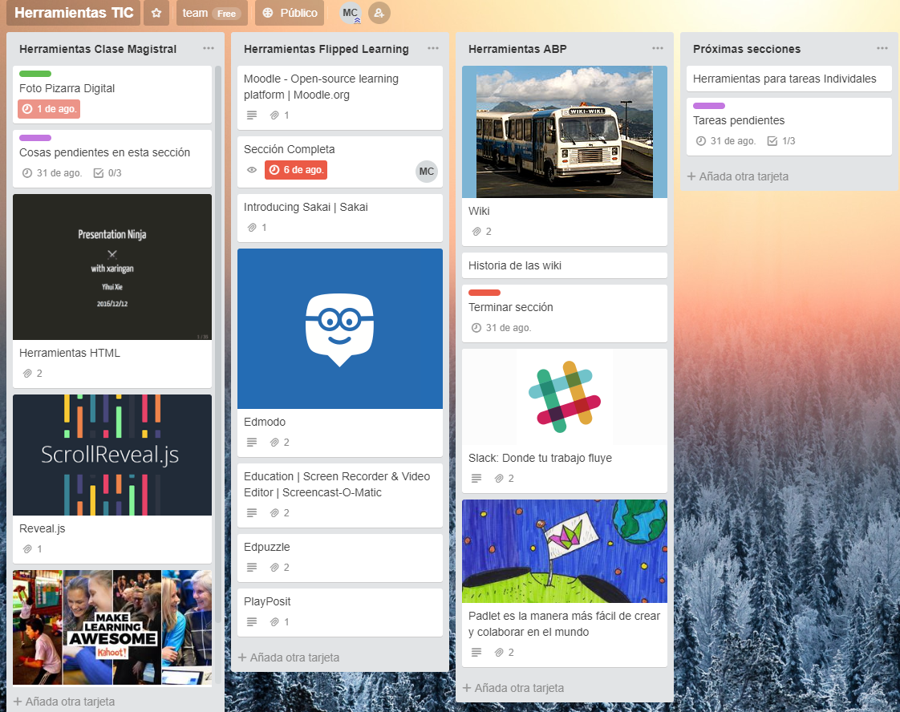 Herramientas TIC
team Free
Público
MC
Herramientas Clase Magistral
Foto Pizarra Digital
1 de ago.
Cosas pendientes en esta sección
31 de ago. 0/3
Presentation Ninja
with xaringan
Yihui Xie
2016/12/12
Herramientas HTML
2
ScrollReveal.js
Reveal.js
1
MAKE
LEARNING
AWESOME
Kahoot!
+ Añada otra tarjeta
Herramientas Flipped Learning
Moodle - Open-source learning
platform | Moodle.org
1
Sección Completa
6 de ago.
MC
Introducing Sakai | Sakai
1
Edmodo
2
Education | Screen Recorder & Video
Editor | Screencast-O-Matic
2
Edpuzzle
2
PlayPosit
1
+ Añada otra tarjeta
Herramientas ABP
WIKI-WIKI
Wiki
2
Historia de las wiki
Terminar sección
31 de ago.
Slack: Donde tu trabajo fluye
2
Padlet es la manera más fácil de crear
y colaborar en el mundo
2
+ Añada otra tarjeta
Próximas secciones
Herramientas para tareas Individales
Tareas pendientes
31 de ago. 1/3
+ Añada otra tarjeta